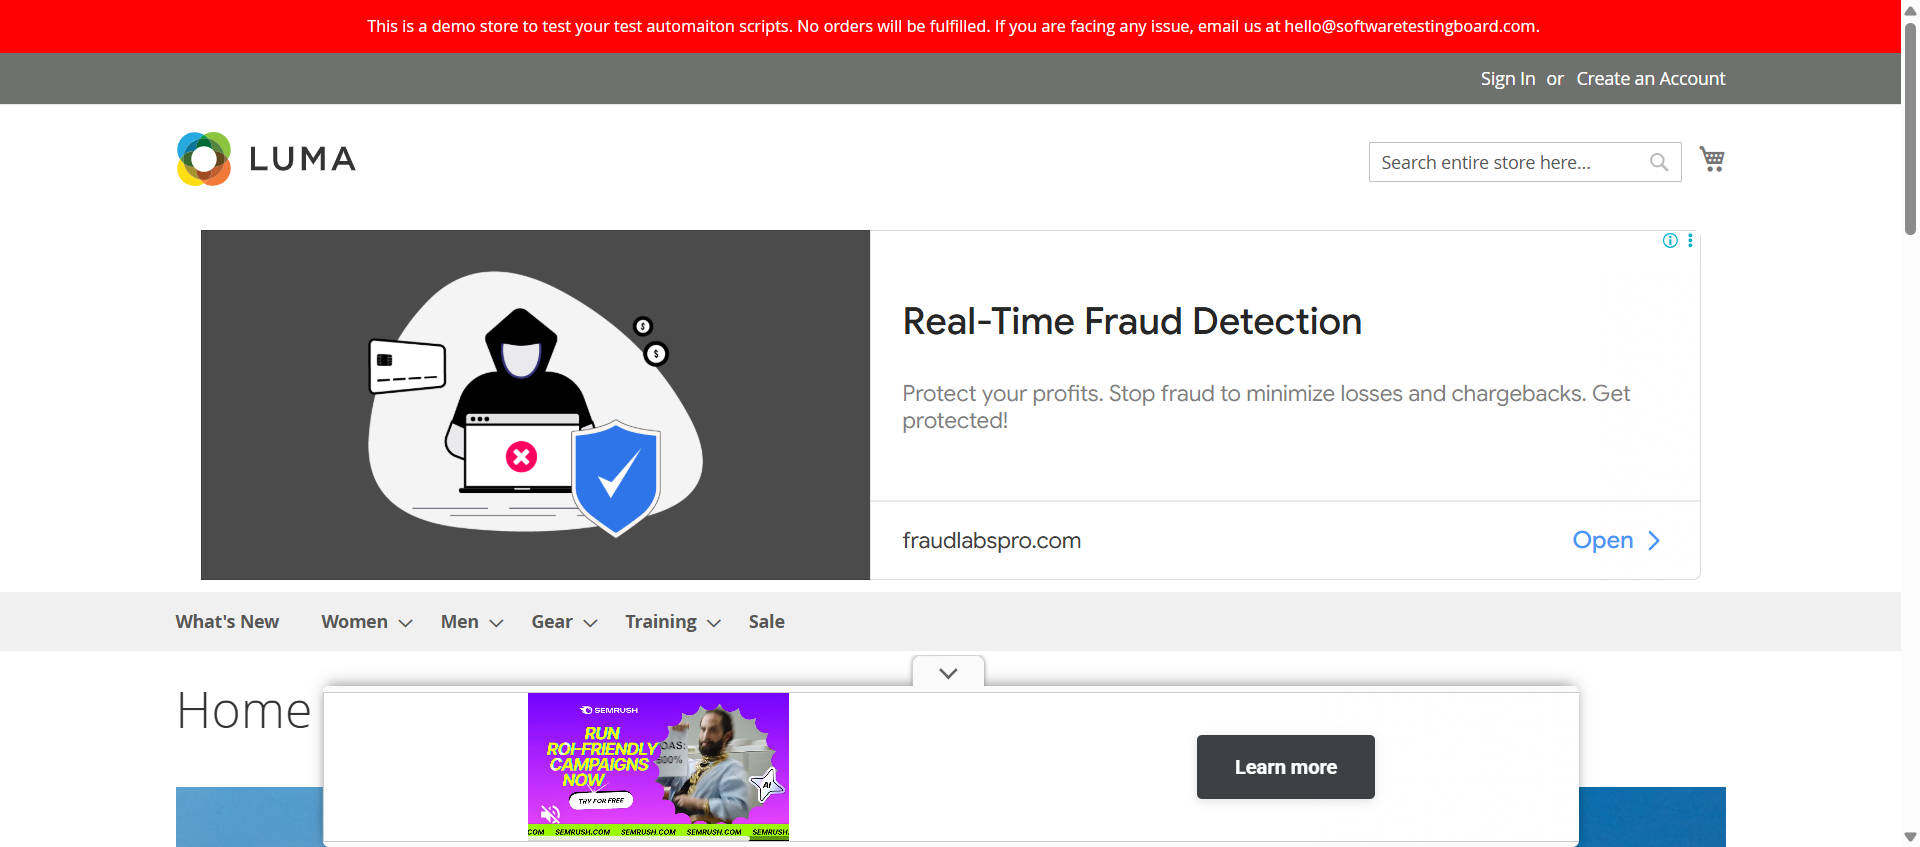 This is a demo store to test your test automaiton scripts. No orders will be fulfilled. If you are facing any issue, email us at hello@softwaretestingboard.com.
Sign In or Create an Account
LUMA
Search entire store here...
Real-Time Fraud Detection
Protect your profits. Stop fraud to minimize losses and chargebacks. Get
protected!
fraudlabspro.com
Open
What's New Women Men Gear Training Sale
Home
SEMRUSH
RUN
ROI-FRIENDLY
CAMPAIGNS
NOW
TRY FOR FREE
AI
Learn more
.COM SEMRUSH.COM SEMRUSH.COM SEMRUSH.COM SEMRUSH.